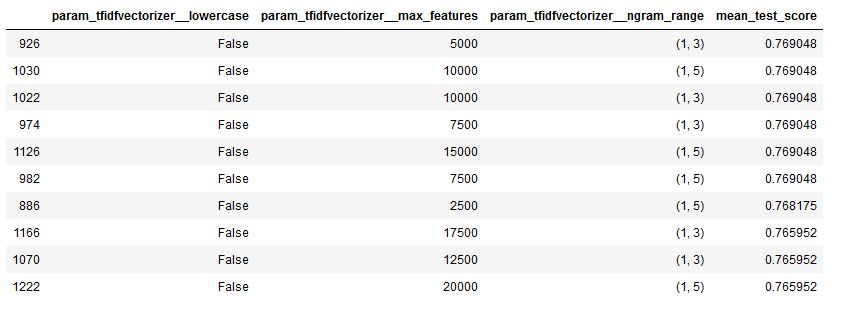 param_tfidfvectorizer__lowercase param_tfidfvectorizer__max_features param_tfidfvectorizer__ngram_range mean_test_score
926 False 5000 (1, 3) 0.769048
1030 False 10000 (1, 5) 0.769048
1022 False 10000 (1, 3) 0.769048
974 False 7500 (1, 3) 0.769048
1126 False 15000 (1, 5) 0.769048
982 False 7500 (1, 5) 0.769048
886 False 2500 (1, 5) 0.768175
1166 False 17500 (1, 3) 0.765952
1070 False 12500 (1, 3) 0.765952
1222 False 20000 (1, 5) 0.765952